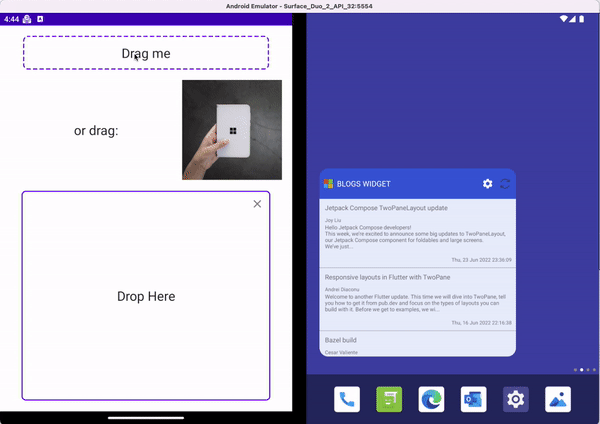 Android Emulator - Surface_Duo_2_API_32:5554
4:44
A
Drag me
or drag:
Drop Here
BLOGS WIDGET
Jetpack Compose TwoPaneLayout update
Joy Liu
Hello Jetpack Compose developers!
This week, we're excited to announce some big updates to TwoPaneLayout,
our Jetpack Compose component for foldables and large screens.
We've just...
Thu, 23 Jun 2022 23:36:09
Responsive layouts in Flutter with TwoPane
Andrei Diaconu
Welcome to another Flutter update. This time we will dive into TwoPane, tell
you how to get it from pub dev and focus on the types of layouts you can
build with it. Before we get to examples, we wi...
Thu, 16 Jun 2022 22:16:38
Bazel build
Cesar Valiente